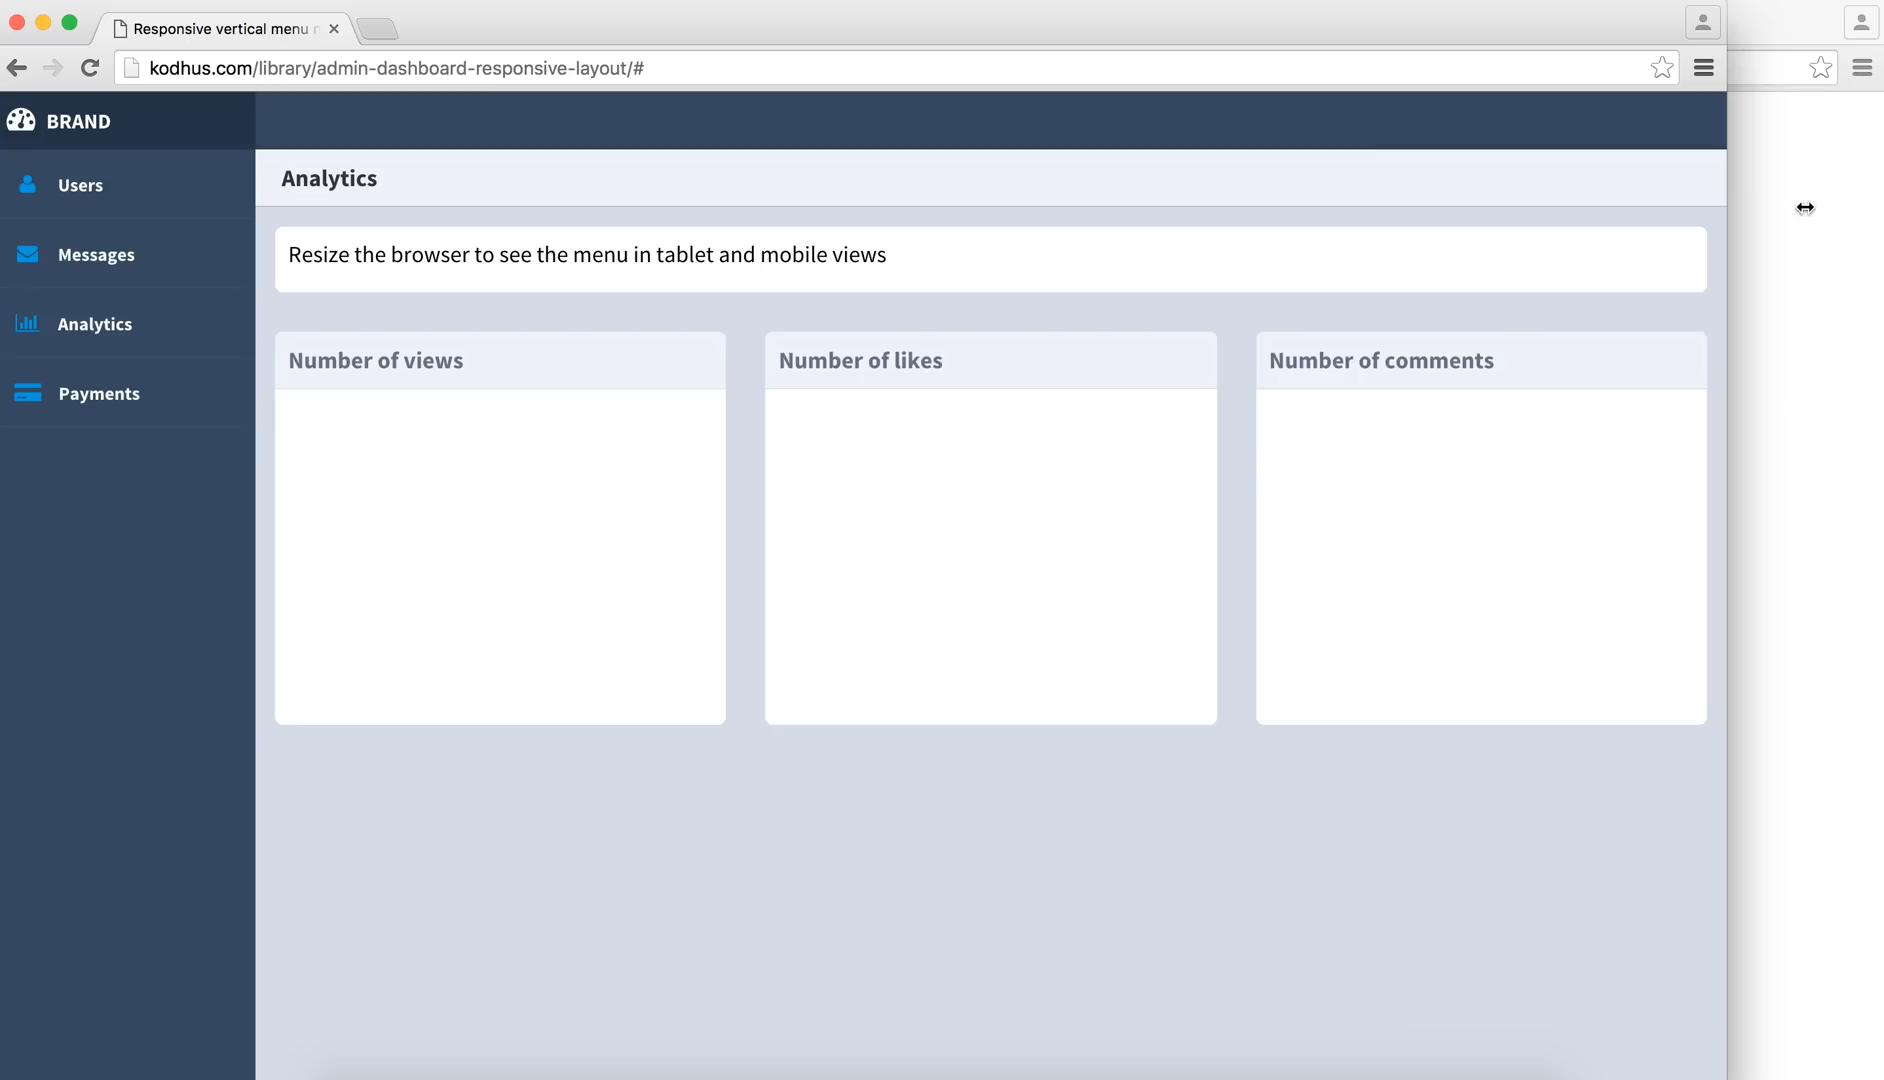 Responsive vertical menu
kodhus.com/library/admin-dashboard-responsive-layout/#
BRAND
Users
Messages
Analytics
Payments
Analytics
Resize the browser to see the menu in tablet and mobile views
Number of views
Number of likes
Number of comments